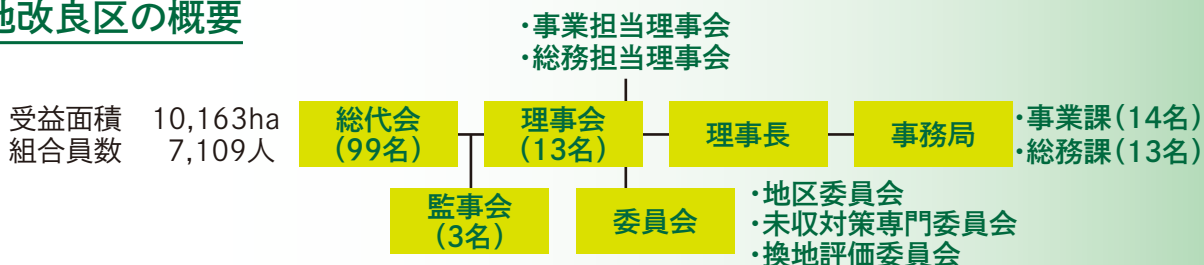 地改良区の概要
・事業担当理事会
・総務担当理事会
受益面積 10,163ha
組合員数 7,109人
総代会
(99名)
理事会
(13名)
理事長
事務局
・事業課(14名)
・総務課(13名)
監事会
(3名)
委員会
・地区委員会
・未収対策専門委員会
・換地評価委員会